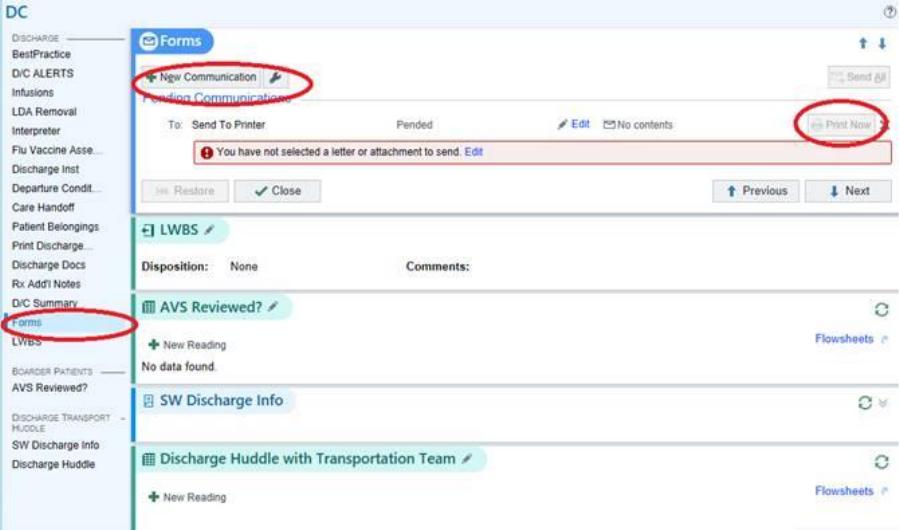 DC
DISCHARGE
BestPractice
D/C ALERTS
Infusions
LDA Removal
Interpreter
Flu Vaccine Asse...
Discharge Inst
Departure Condit...
Care Handoff
Patient Belongings
Print Discharge...
Discharge Docs
Rx Add'l Notes
D/C Summary
Forms
LWBS
BOARDER PATIENTS
AVS Reviewed?
DISCHARGE TRANSPORT
HUDDLE
SW Discharge Info
Discharge Huddle
Forms
New Communication
Send All
Pending Communications
To: Send To Printer Pended Edit No contents Print Now
You have not selected a letter or attachment to send. Edit
Restore Close Previous Next
LWBS
Disposition: None Comments:
AVS Reviewed?
New Reading Flowsheets
No data found.
SW Discharge Info
Discharge Huddle with Transportation Team
New Reading Flowsheets